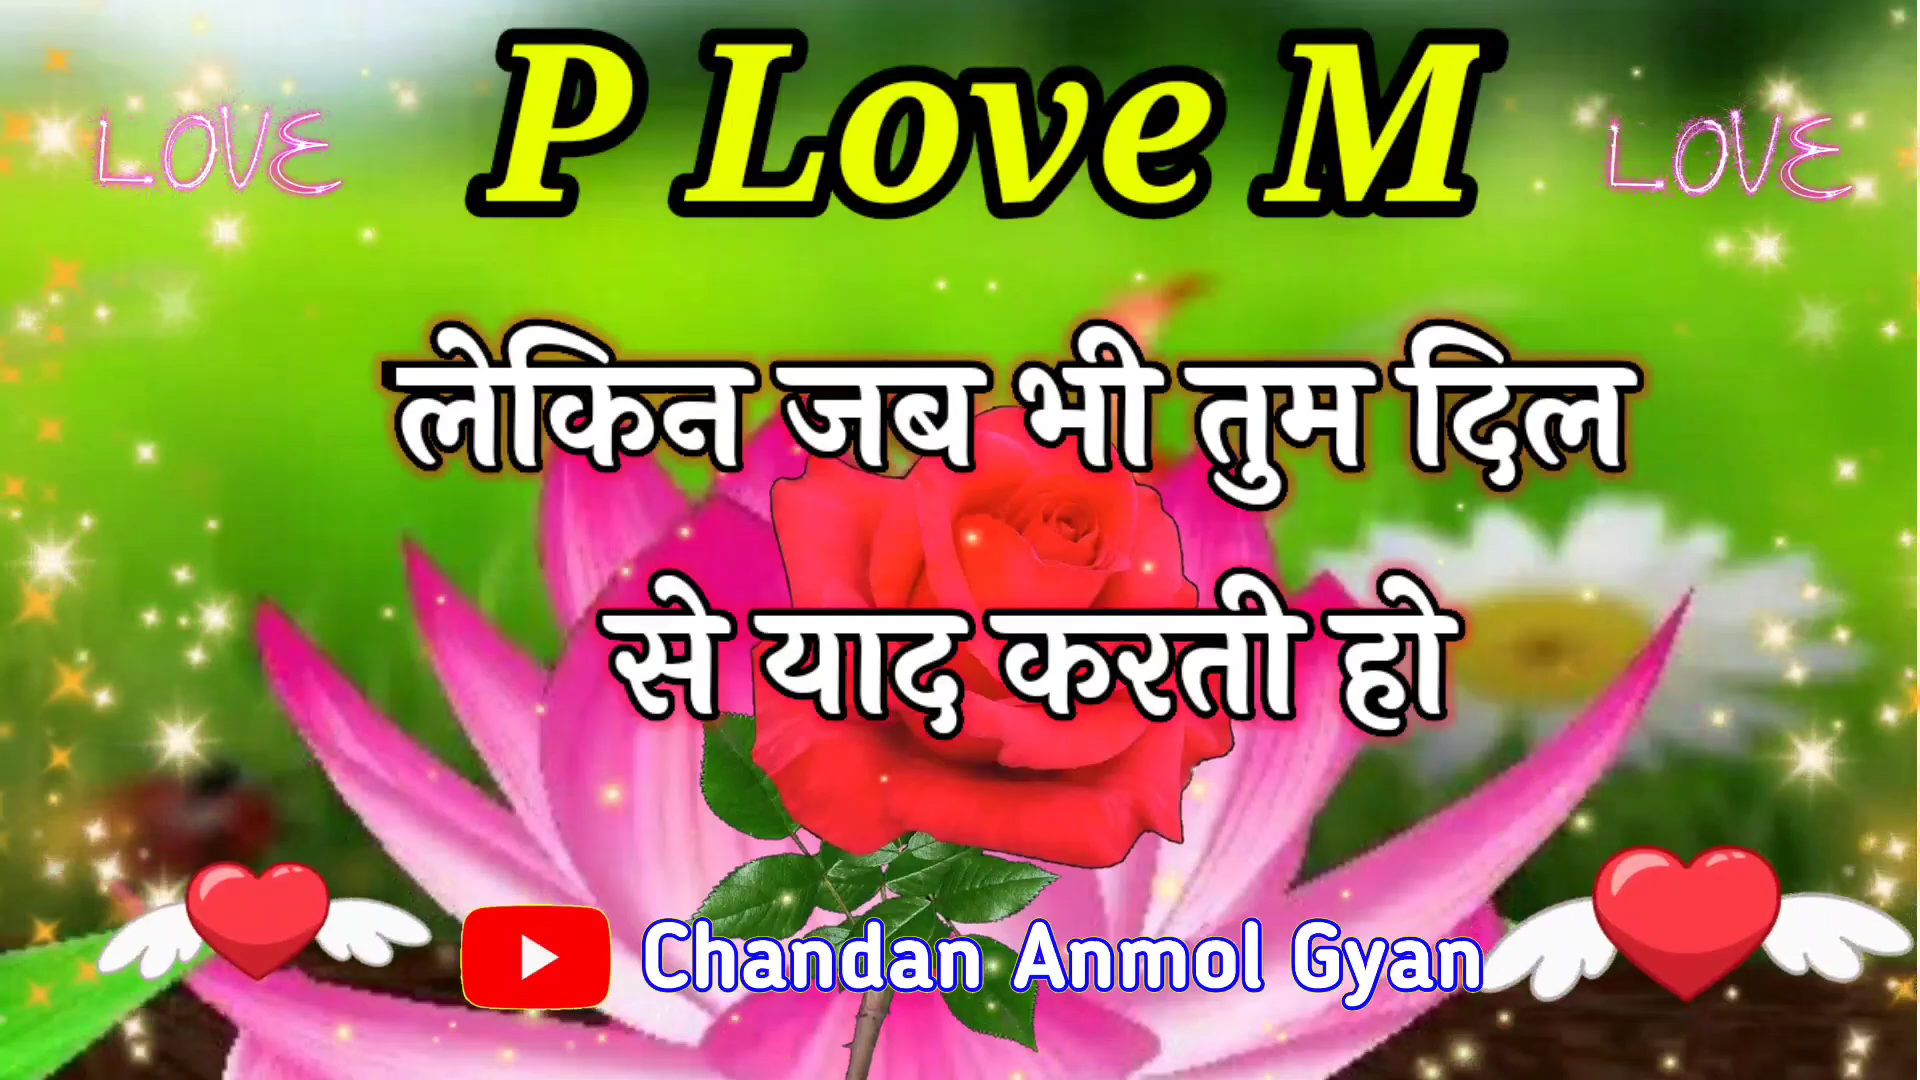 P Love M
LOVE
LOVE
लेकिन जब भी तुम दिल
से याद करती हो
Chandan Anmol Gyan